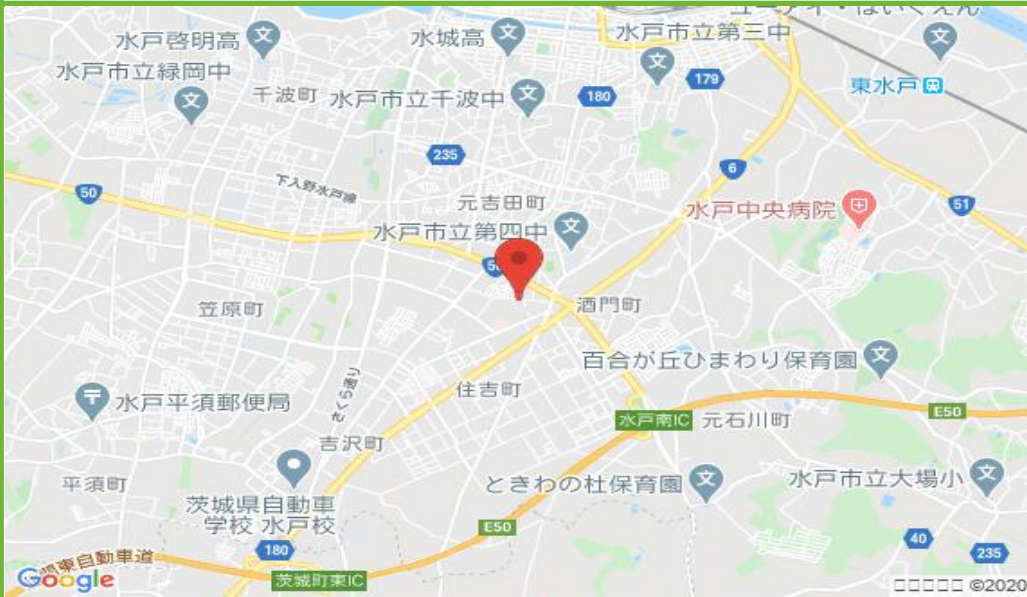 水戸啓明高
水城高
水戸市立第三中
水戸市立緑岡中
千波町
水戸市立千波中
180
179
東水戸
235
6
50
下入野水戸線
元吉田町
水戸中央病院
51
水戸市立第四中
50
笠原町
酒門町
さくら通り
百合が丘ひまわり保育園
住吉町
水戸平須郵便局
水戸南IC
元石川町
E50
吉沢町
平須町
茨城県自動車
学校 水戸校
ときわの杜保育園
水戸市立大場小
E50
180
40
235
関東自動車道
茨城町東IC
Google
□□□□□ ©2020